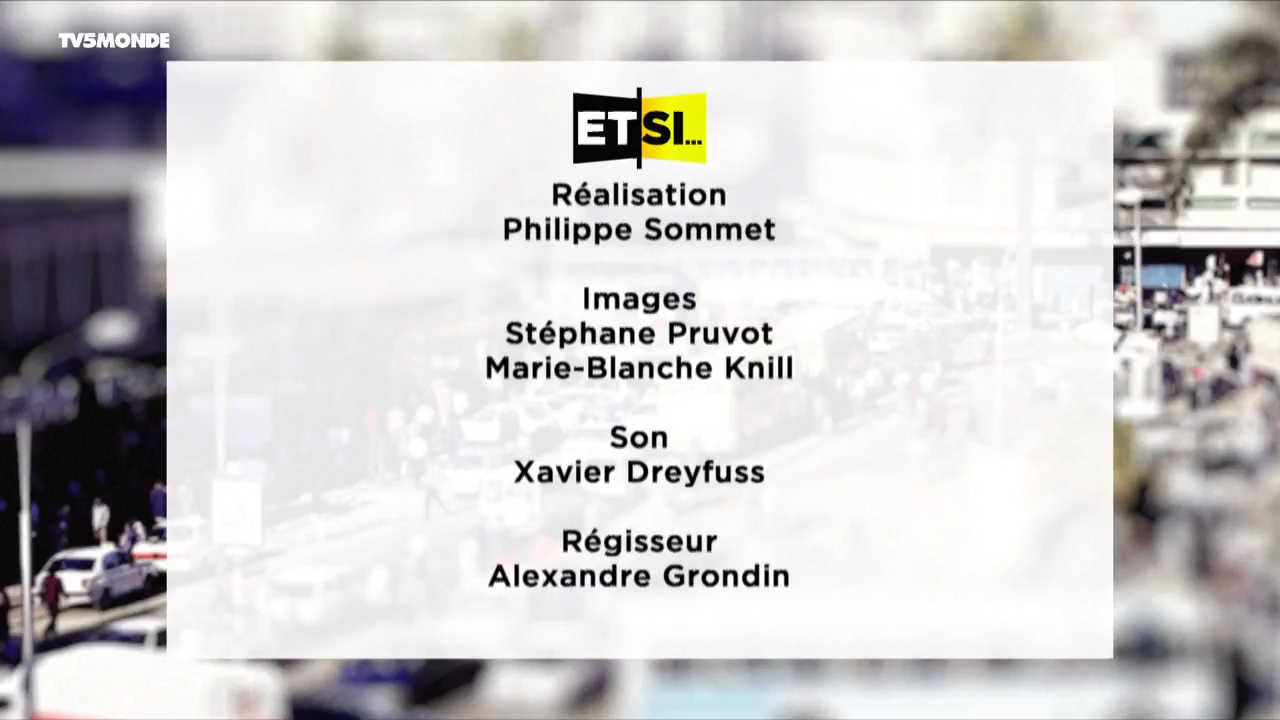 TV5MONDE
ET SI...
Réalisation
Philippe Sommet
Images
Stéphane Pruvot
Marie-Blanche Knill
Son
Xavier Dreyfuss
Régisseur
Alexandre Grondin